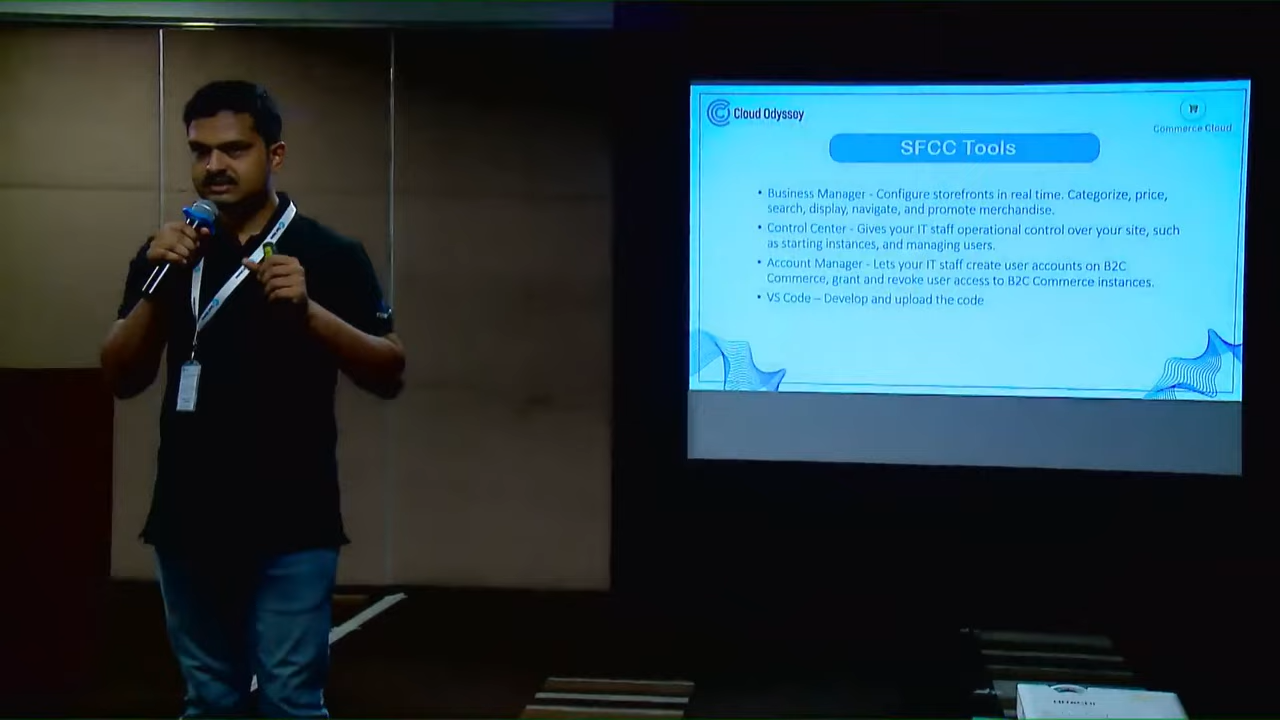 Cloud Odyssey
Commerce Cloud
SFCC Tools
• Business Manager - Configure storefronts in real time. Categorize, price,
search, display, navigate, and promote merchandise.
• Control Center - Gives your IT staff operational control over your site, such
as starting instances, and managing users.
• Account Manager - Lets your IT staff create user accounts on B2C
Commerce, grant and revoke user access to B2C Commerce instances.
• VS Code – Develop and upload the code
HITACHI